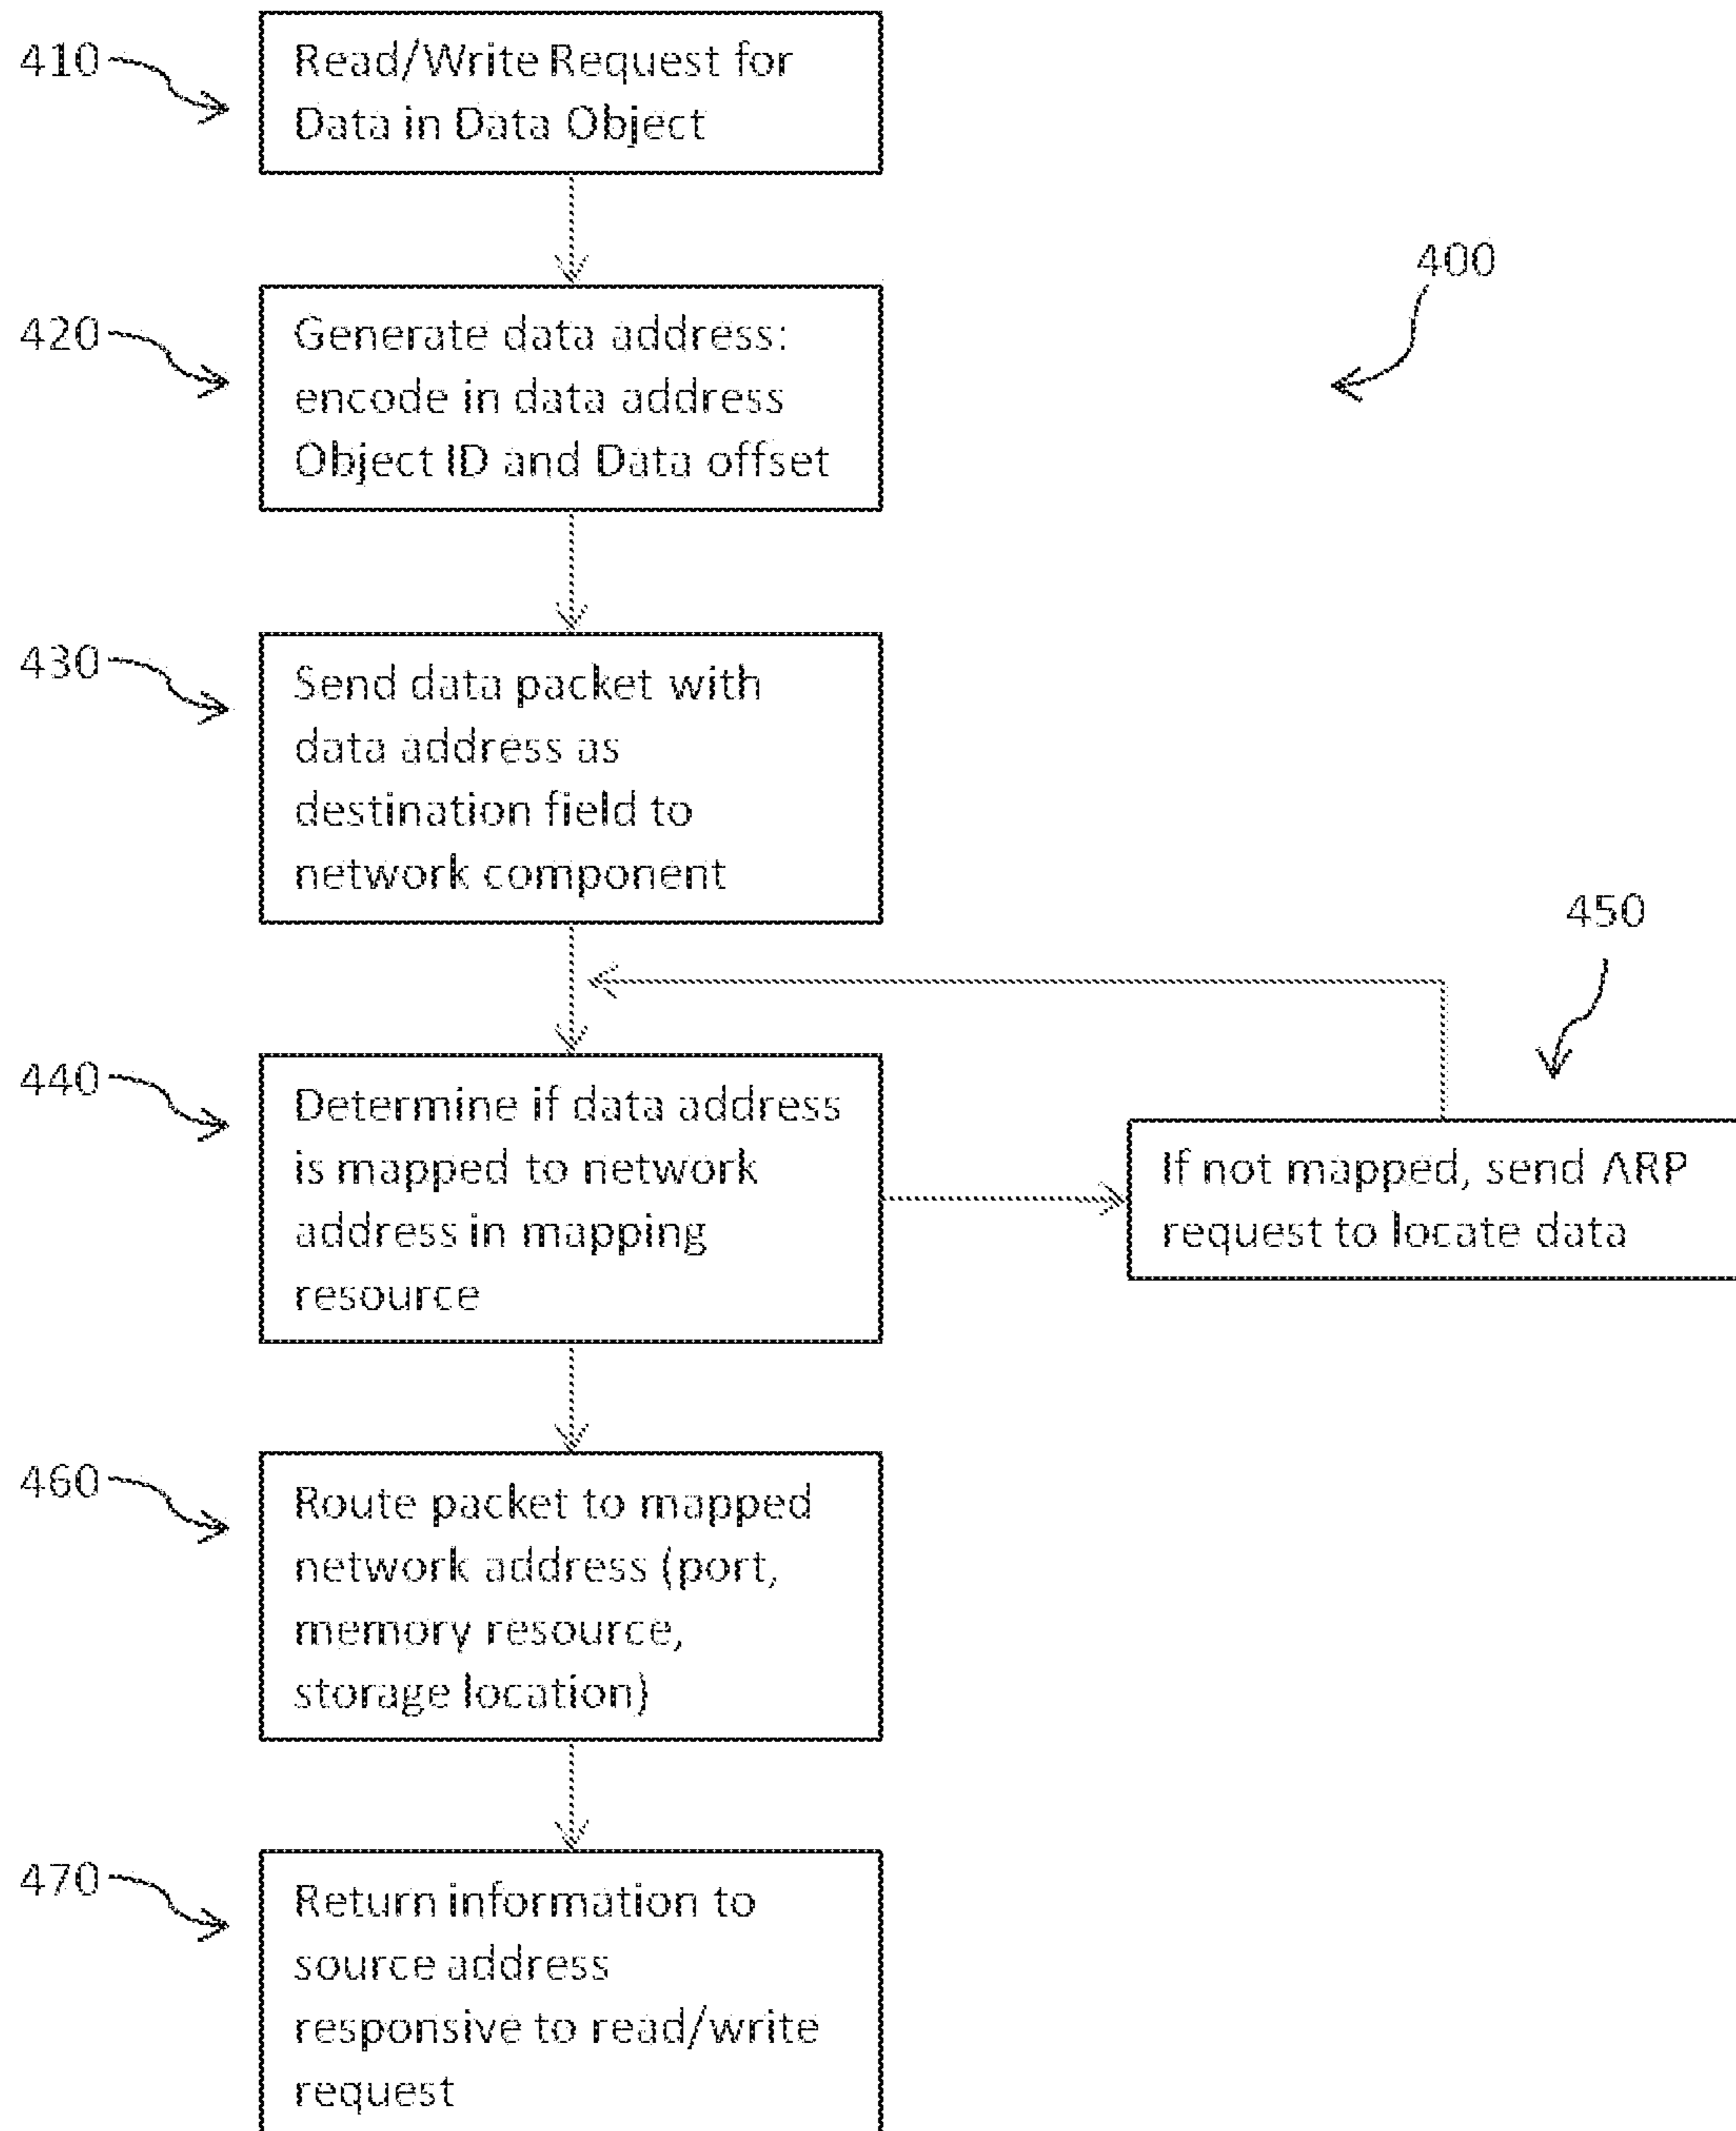 410
Read/Write Request for
Data in Data Object
400
420
Generate data address:
encode in data address
Object ID and Data offset
430
Send data packet with
data address as
destination field to
network component
450
440
Determine if data address
is mapped to network
address in mapping
resource
If not mapped, send ARP
request to locate data
460
Route packet to mapped
network address (port,
memory resource,
storage location)
470
Return information to
source address
responsive to read/write
request